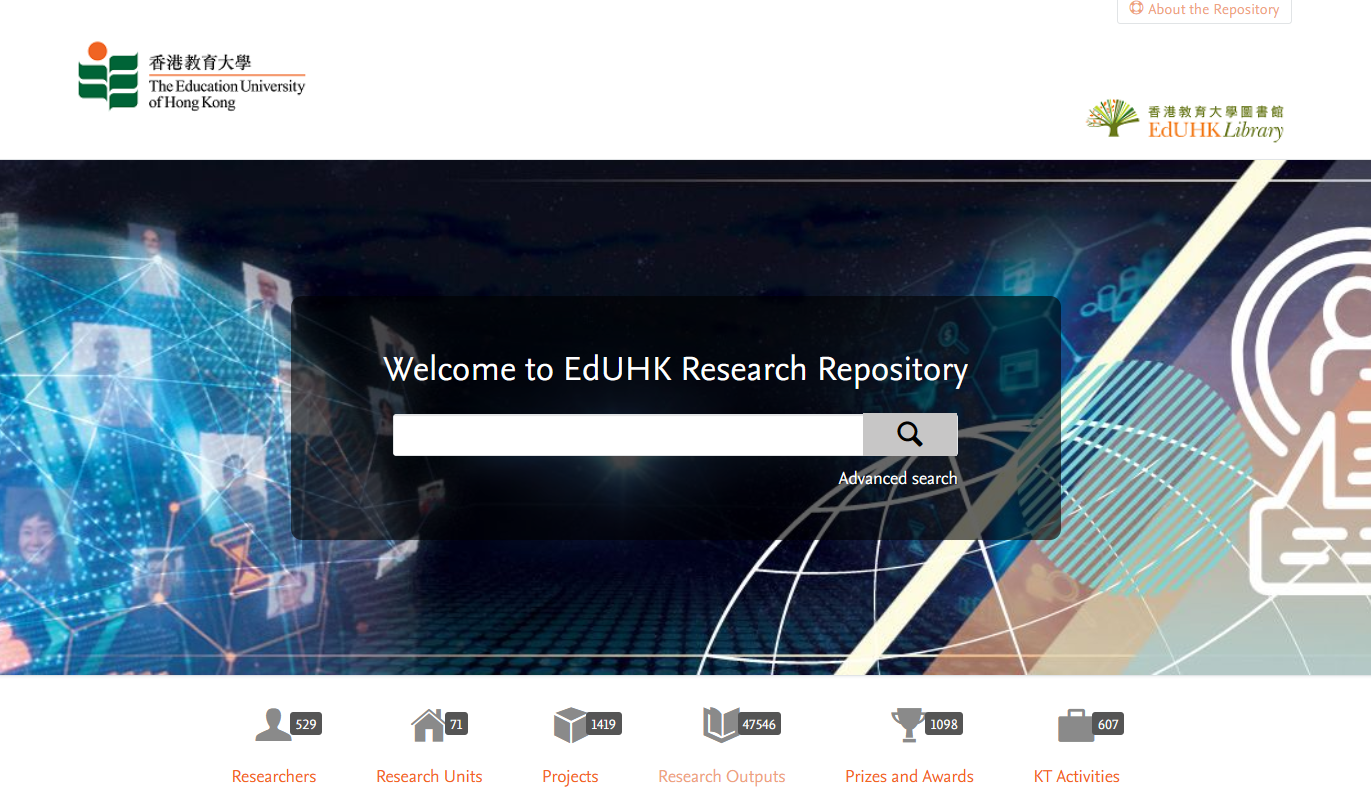 About the Repository
香港教育大學
The Education University
of Hong Kong
香港教育大學圖書館
EdUHK Library
Welcome to EdUHK Research Repository
Advanced search
529
71
1419
47546
1098
607
Researchers
Research Units
Projects
Research Outputs
Prizes and Awards
KT Activities